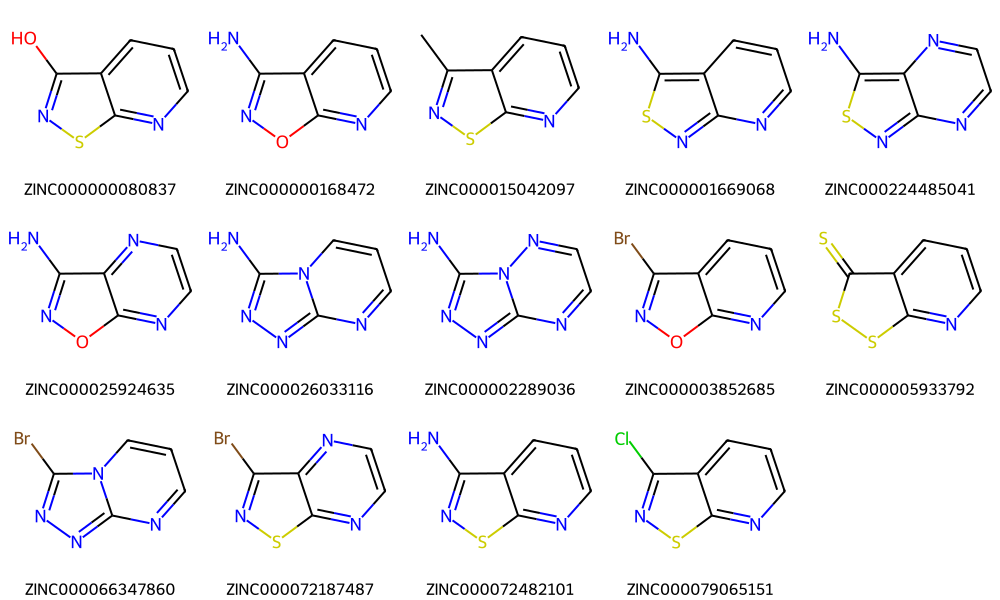 HO H₂N H₂N H₂N
N S N N O N N S N S N N S N N N
ZINC000000080837 ZINC000000168472 ZINC000015042097 ZINC000001669068 ZINC000224485041
H₂N H₂N H₂N Br S
N N O N N N N N N N N N N N O N S S N
ZINC000025924635 ZINC000026033116 ZINC000002289036 ZINC000003852685 ZINC000005933792
Br Br H₂N Cl
N N N N N N S N N S N N S N
ZINC000066347860 ZINC000072187487 ZINC000072482101 ZINC000079065151